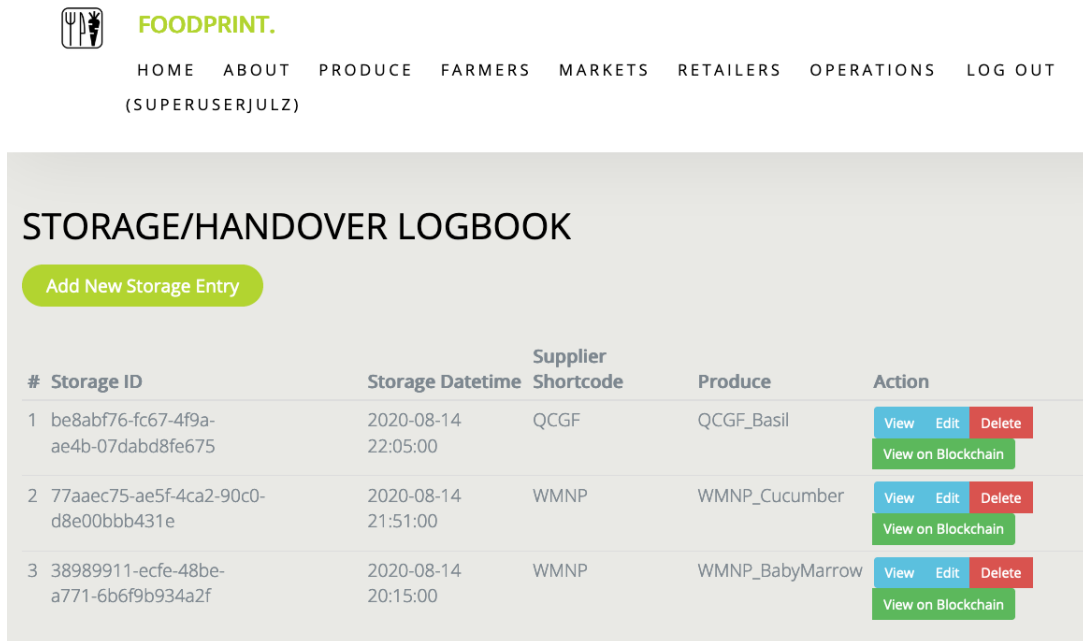 FOODPRINT.
HOME ABOUT PRODUCE FARMERS MARKETS RETAILERS OPERATIONS LOG OUT
(SUPERUSERJULZ)
STORAGE/HANDOVER LOGBOOK
Add New Storage Entry
# Storage ID Storage Datetime Supplier Shortcode Produce Action
1 be8abf76-fc67-4f9a- 2020-08-14 QCGF QCGF_Basil View Edit Delete
ae4b-07dabd8fe675 22:05:00 View on Blockchain
2 77aaec75-ae5f-4ca2-90c0- 2020-08-14 WMNP WMNP_Cucumber View Edit Delete
d8e00bbb431e 21:51:00 View on Blockchain
3 38989911-ecfe-48be- 2020-08-14 WMNP WMNP_BabyMarrow View Edit Delete
a771-6b6f9b934a2f 20:15:00 View on Blockchain